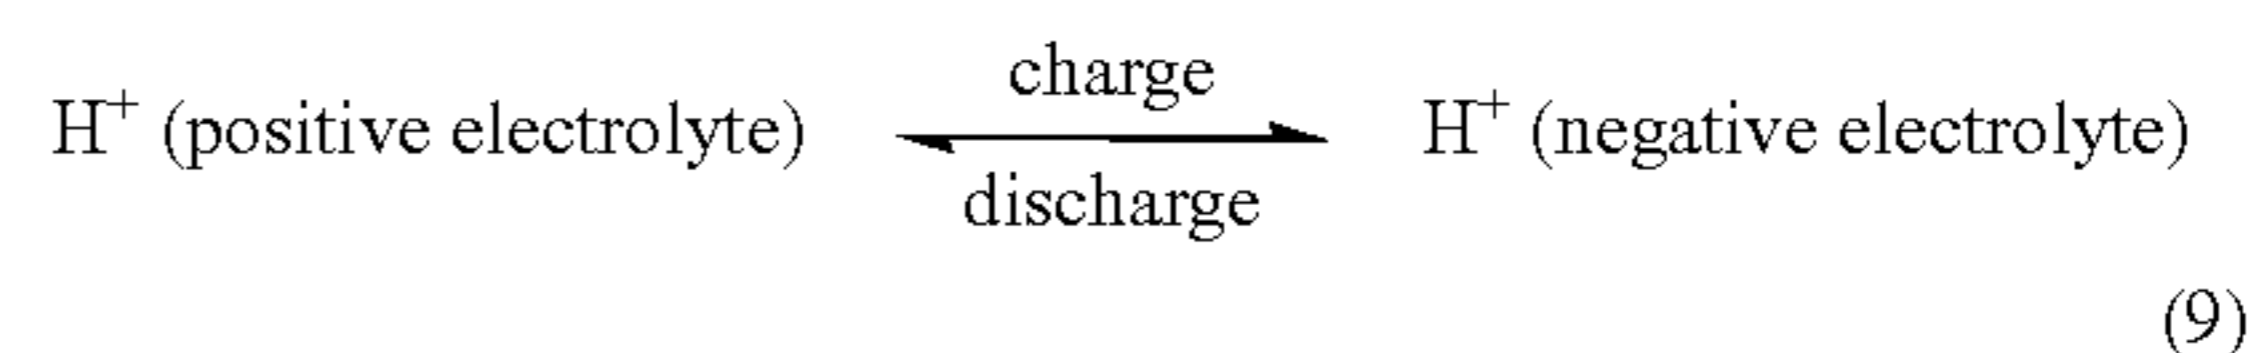 charge
H⁺ (positive electrolyte) ⇌ H⁺ (negative electrolyte)
discharge
(9)